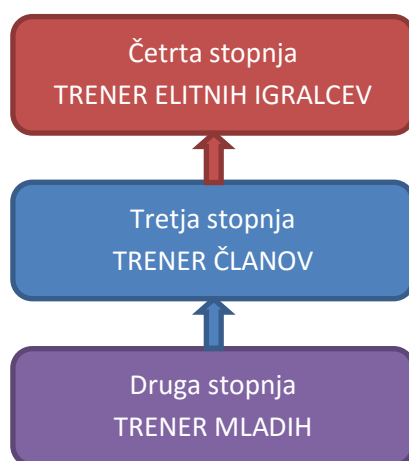 Četrta stopnja
TRENER ELITNIH IGRALCEV
Tretja stopnja
TRENER ČLANOV
Druga stopnja
TRENER MLADIH